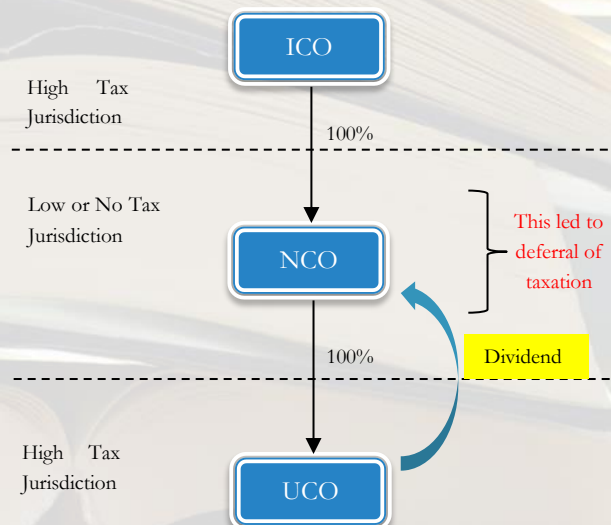 ICO
High Tax
Jurisdiction
100%
Low or No Tax
Jurisdiction
This led to
deferral of
taxation
NCO
100%
Dividend
High Tax
Jurisdiction
UCO